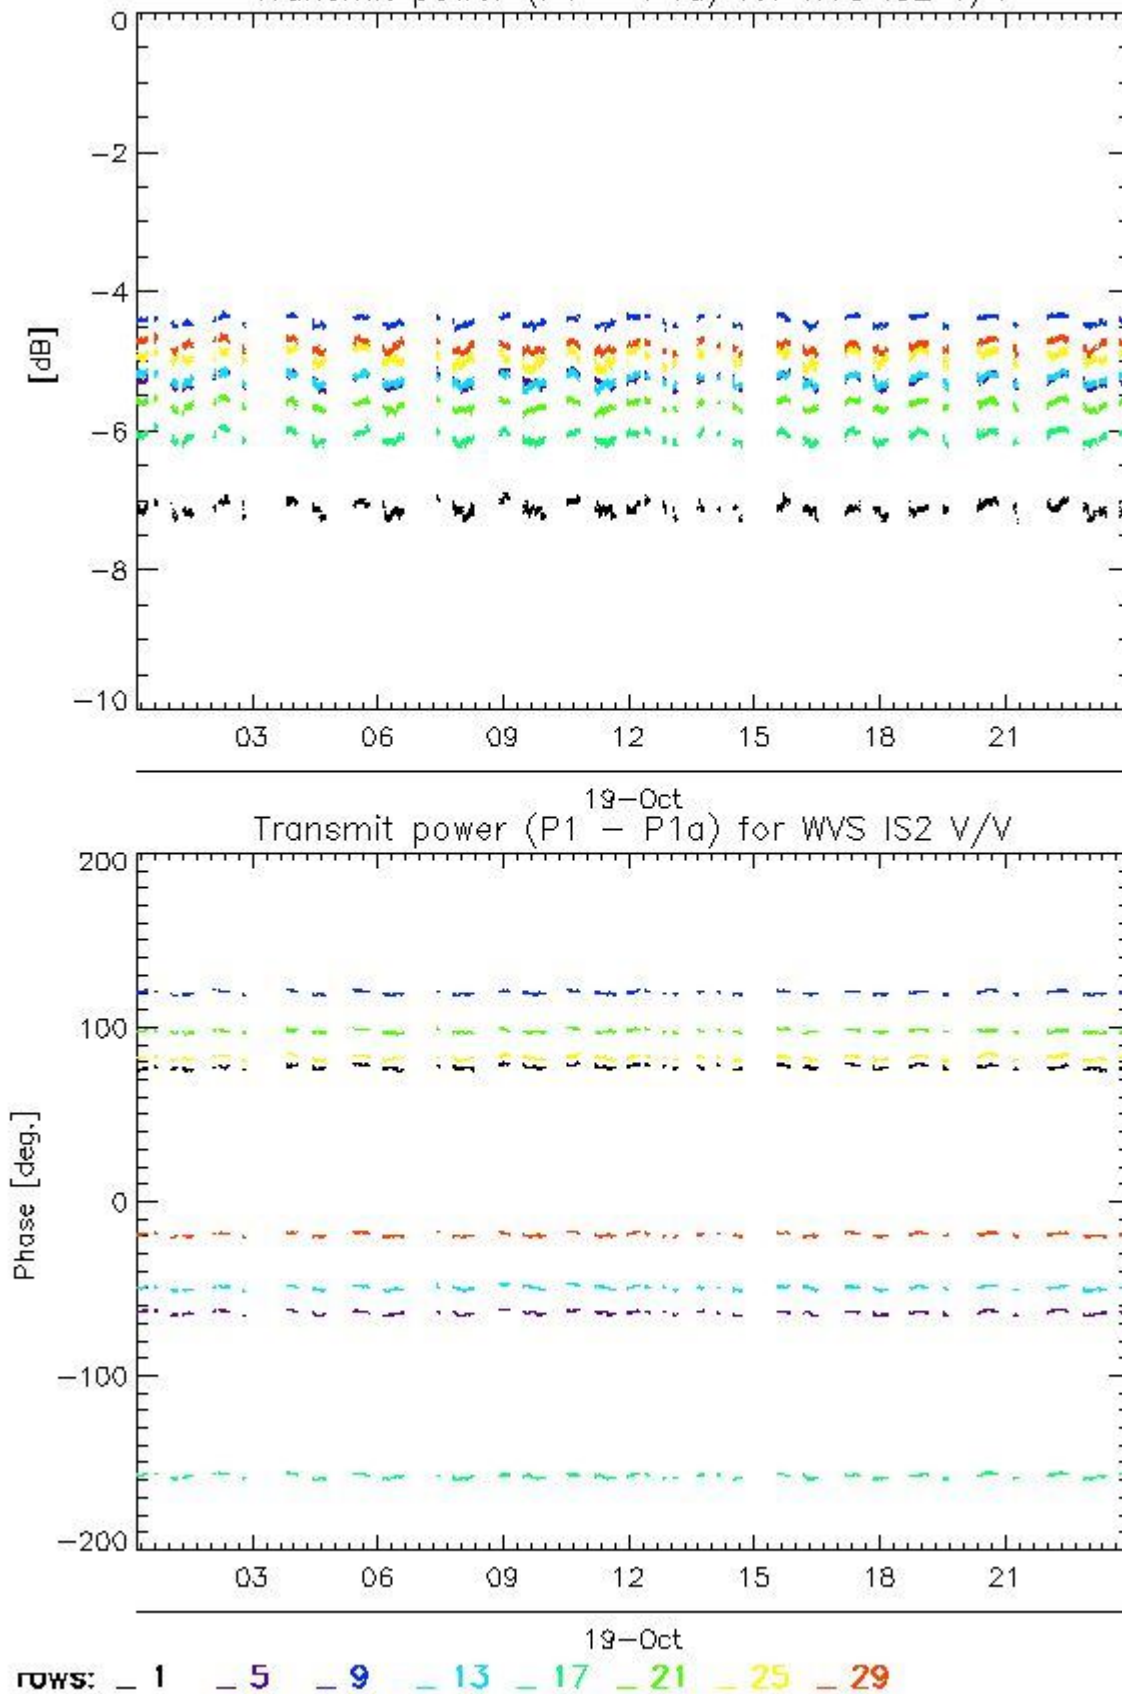 0
−2
−4
[dB]
−6
−8
−10
03 06 09 12 15 18 21
19−Oct
Transmit power (P1 − P1a) for WVS IS2 V/V
200
100
0
Phase [deg.]
−100
−200
03 06 09 12 15 18 21
19−Oct
rows: _ 1 _ 5 _ 9 _ 13 _ 17 _ 21 _ 25 _ 29